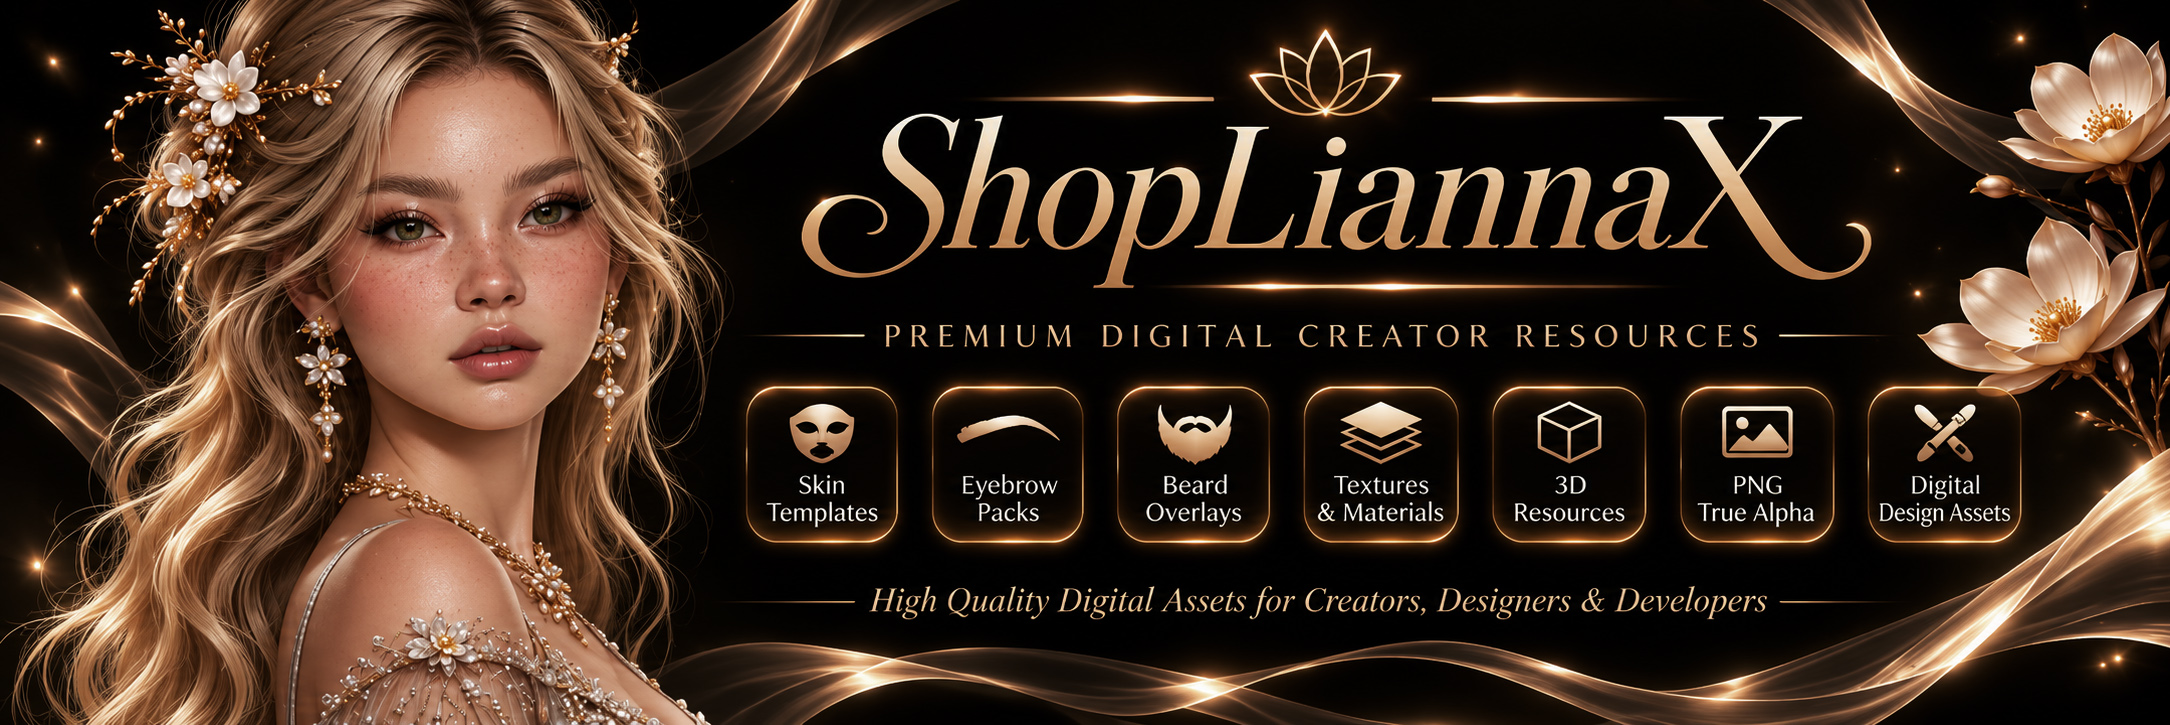 ShopLiannaX
PREMIUM DIGITAL CREATOR RESOURCES
Skin
Templates
Eyebrow
Packs
Beard
Overlays
Textures
& Materials
3D
Resources
PNG
True Alpha
Digital
Design Assets
High Quality Digital Assets for Creators, Designers & Developers